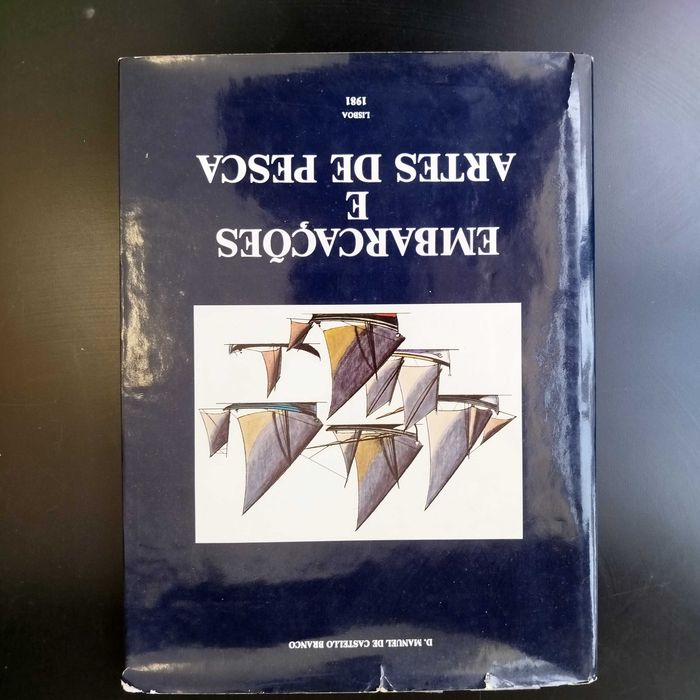 D. MANUEL DE CASTELLO BRANCO
EMBARCAÇÕES
E
ARTES DE PESCA
LISBOA
1981